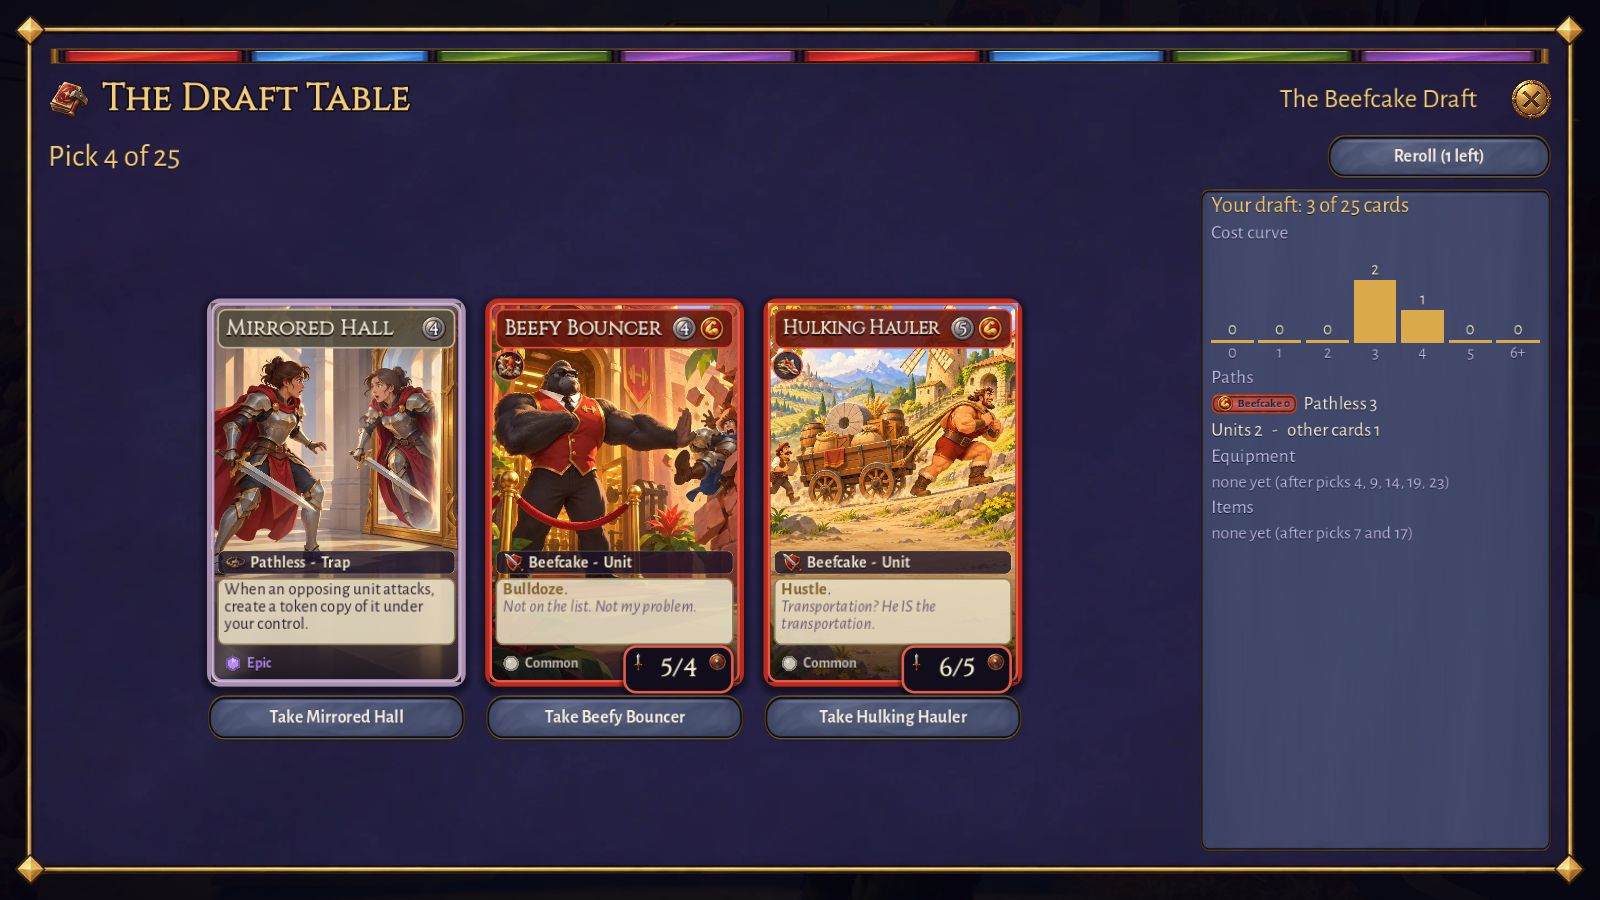 The Draft Table
The Beefcake Draft
Pick 4 of 25
Reroll (1 left)
Mirrored Hall 4
Pathless - Trap
When an opposing unit attacks,
create a token copy of it under
your control.
Epic
Take Mirrored Hall
Beefy Bouncer 4
Beefcake - Unit
Bulldoze.
Not on the list. Not my problem.
Common
5/4
Take Beefy Bouncer
Hulking Hauler 5
Beefcake - Unit
Hustle.
Transportation? He IS the
transportation.
Common
6/5
Take Hulking Hauler
Your draft: 3 of 25 cards
Cost curve
0 0 0 2 1 0 0
0 1 2 3 4 5 6+
Paths
Beefcake 0 Pathless 3
Units 2 - other cards 1
Equipment
none yet (after picks 4, 9, 14, 19, 23)
Items
none yet (after picks 7 and 17)